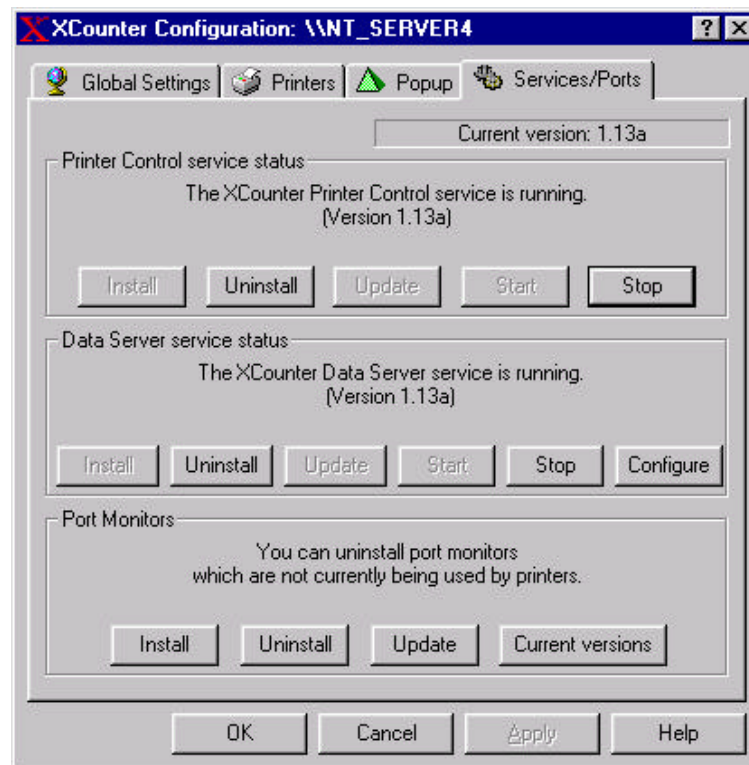 XCounter Configuration: \\NT_SERVER4
Global Settings Printers Popup Services/Ports
Current version: 1.13a
Printer Control service status
The XCounter Printer Control service is running.
(Version 1.13a)
Install Uninstall Update Start Stop
Data Server service status
The XCounter Data Server service is running.
(Version 1.13a)
Install Uninstall Update Start Stop Configure
Port Monitors
You can uninstall port monitors
which are not currently being used by printers.
Install Uninstall Update Current versions
OK Cancel Apply Help